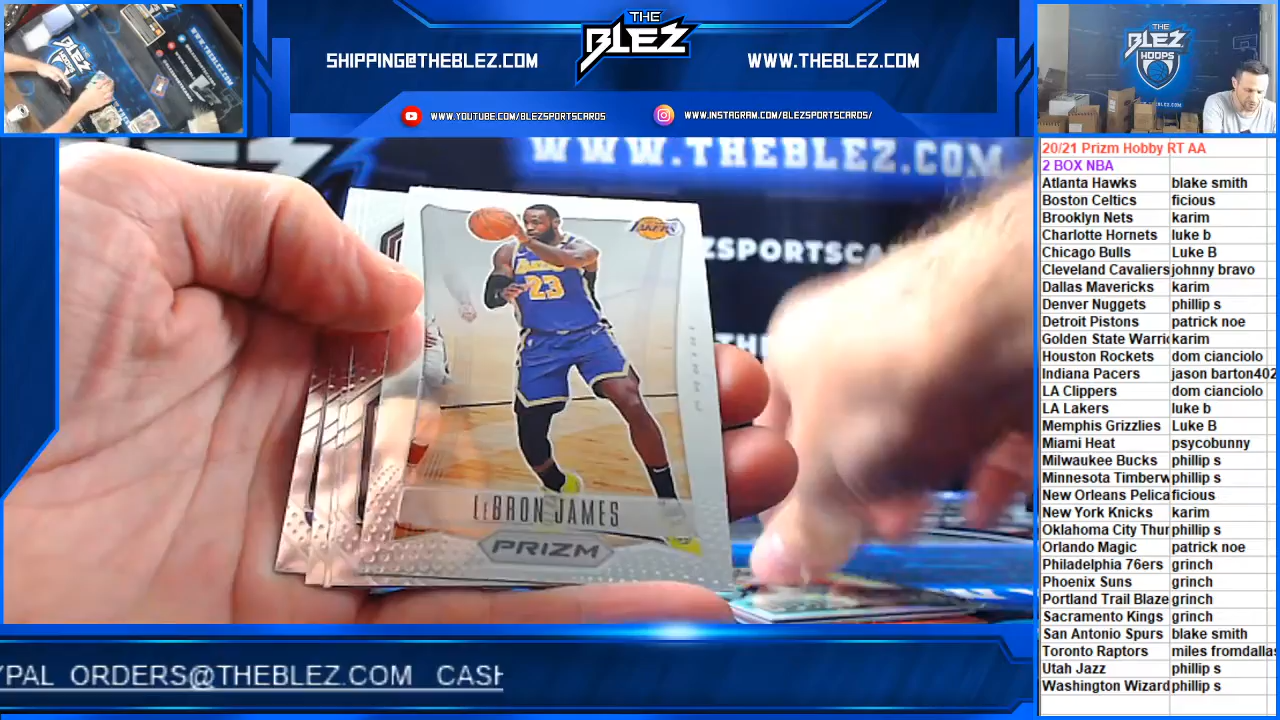 SHIPPING@THEBLEZ.COM
THE
BLEZ
WWW.THEBLEZ.COM
WWW.YOUTUBE.COM/BLEZSPORTSCARDS
WWW.INSTAGRAM.COM/BLEZSPORTSCARDS/
THE
BLEZ
HOOPS
WWW.THEBLEZ.COM
LAKERS
LAKERS
23
LEBRON JAMES
PRIZM
20/21 Prizm Hobby RT AA
2 BOX NBA
Atlanta Hawks blake smith
Boston Celtics ficious
Brooklyn Nets karim
Charlotte Hornets luke b
Chicago Bulls Luke B
Cleveland Cavaliers johnny bravo
Dallas Mavericks karim
Denver Nuggets phillip s
Detroit Pistons patrick noe
Golden State Warric karim
Houston Rockets dom cianciolo
Indiana Pacers jason barton402
LA Clippers dom cianciolo
LA Lakers luke b
Memphis Grizzlies Luke B
Miami Heat psycobunny
Milwaukee Bucks phillip s
Minnesota Timberw phillip s
New Orleans Pelica ficious
New York Knicks karim
Oklahoma City Thur phillip s
Orlando Magic patrick noe
Philadelphia 76ers grinch
Phoenix Suns grinch
Portland Trail Blaze grinch
Sacramento Kings grinch
San Antonio Spurs blake smith
Toronto Raptors miles fromdallas
Utah Jazz phillip s
Washington Wizard phillip s
YPAL ORDERS@THEBLEZ.COM CASH